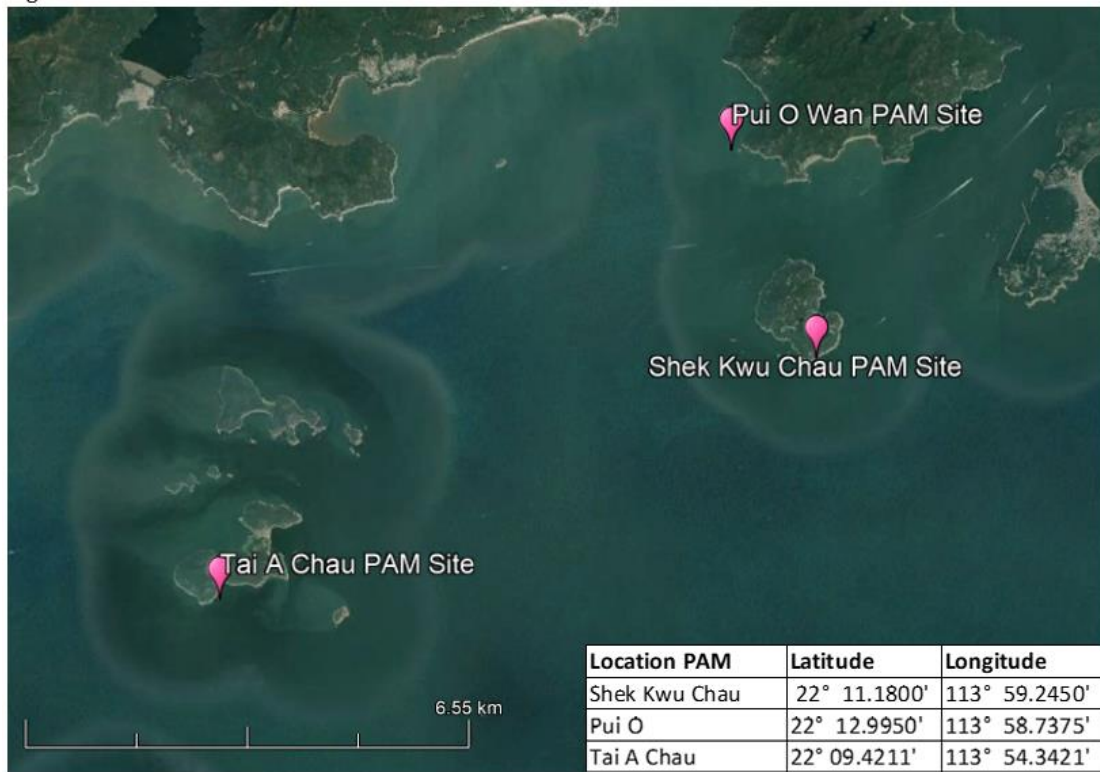 Pui O Wan PAM Site
Shek Kwu Chau PAM Site
Tai A Chau PAM Site
6.55 km
Location PAM Latitude Longitude
Shek Kwu Chau 22° 11.1800' 113° 59.2450'
Pui O 22° 12.9950' 113° 58.7375'
Tai A Chau 22° 09.4211' 113° 54.3421'